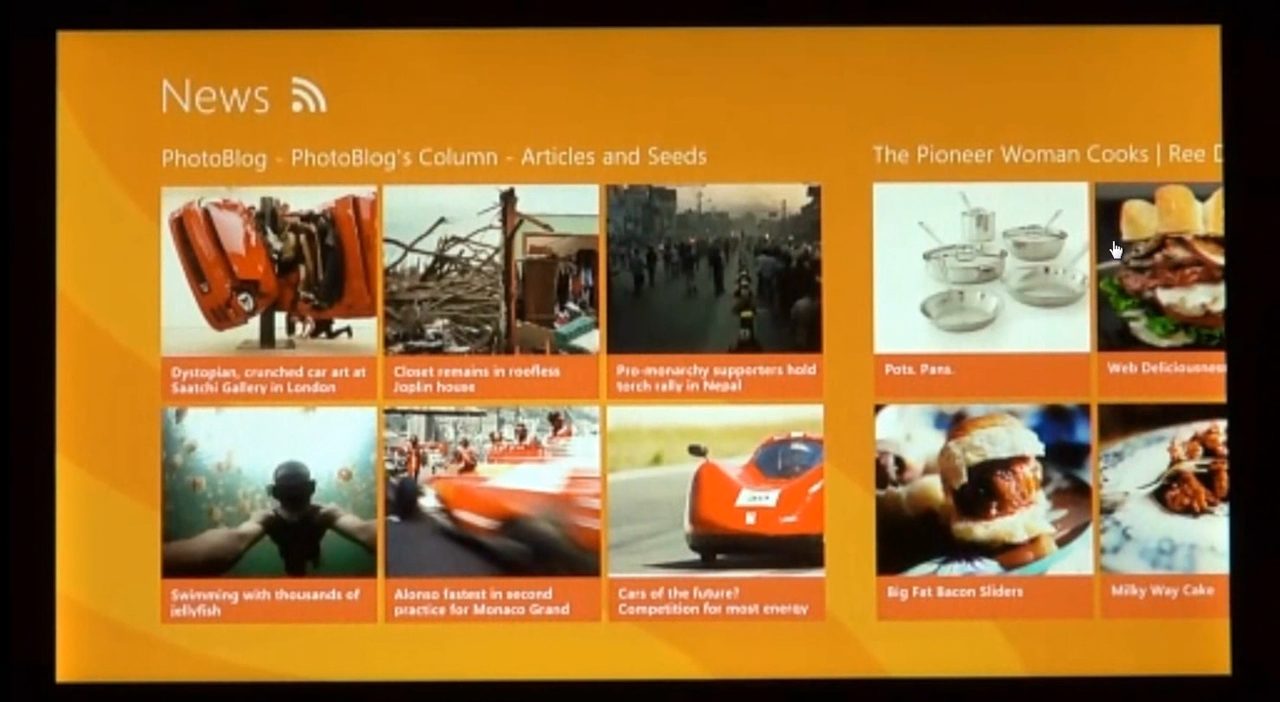 News
PhotoBlog - PhotoBlog's Column - Articles and Seeds
The Pioneer Woman Cooks | Ree D
Dystopian, crunched car art at
Saatchi Gallery in London
Closet remains in roofless
Joplin house
Pro-monarchy supporters hold
torch rally in Nepal
Pots. Pans.
Web Deliciousness
Swimming with thousands of
jellyfish
Alonso fastest in second
practice for Monaco Grand
Cars of the future?
Competition for most energy
Big Fat Bacon Sliders
Milky Way Cake